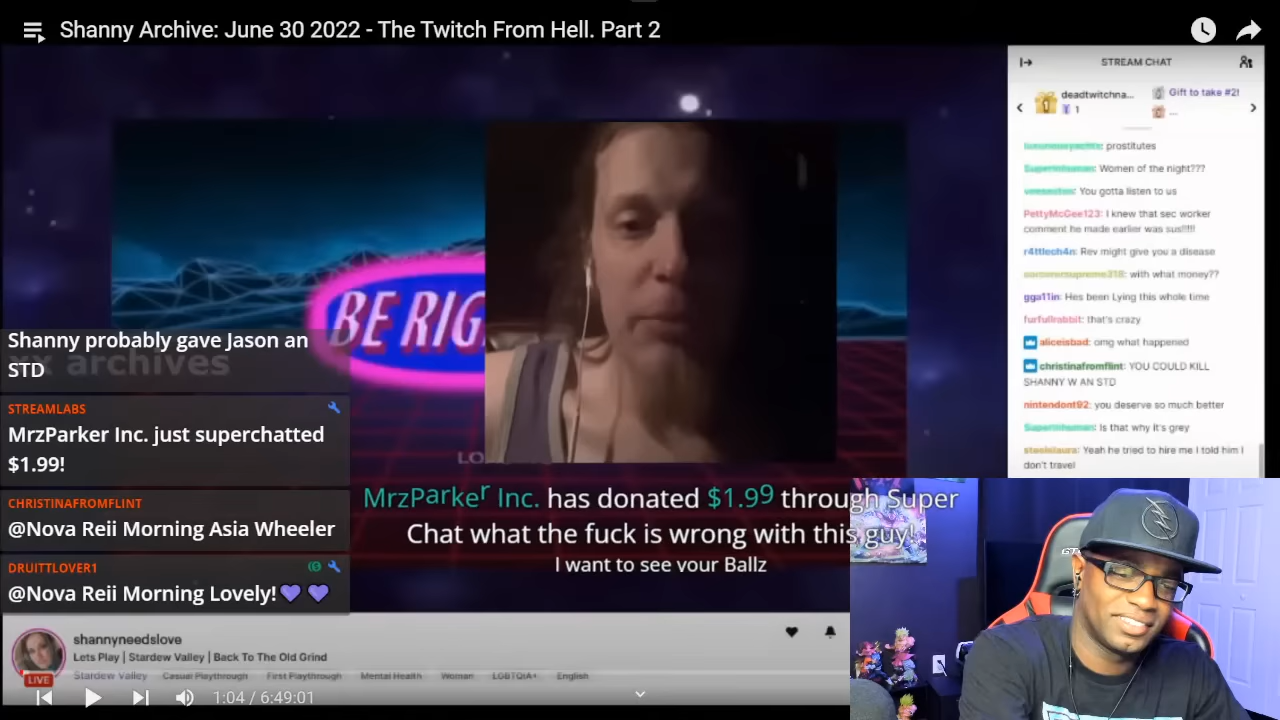 Shanny Archive: June 30 2022 - The Twitch From Hell. Part 2
STREAM CHAT
deadtwitchna...
1
Gift to take #2!
...
prostitutes
Women of the night???
You gotta listen to us
PettyMcGee123: I knew that sec worker
comment he made earlier was sus!!!!!
r4ttlech4n: Rev might give you a disease
with what money??
gga11in: Hes been Lying this whole time
furfullrabbit: that's crazy
aliceisbad: omg what happened
christinafromflint: YOU COULD KILL
SHANNY W AN STD
nintendont92: you deserve so much better
Is that why it's grey
Yeah he tried to hire me I told him I
don't travel
BE RIG
Shanny probably gave Jason an
STD
archives
STREAMLABS
MrzParker Inc. just superchatted
$1.99!
CHRISTINAFROMFLINT
@Nova Reii Morning Asia Wheeler
DRUITTLOVER1
@Nova Reii Morning Lovely!💜 💜
LO
MrzParker Inc. has donated $1.99 through Super
Chat what the fuck is wrong with this guy!
I want to see your Ballz
GT
shannyneedslove
Lets Play | Stardew Valley | Back To The Old Grind
LIVE
Stardew Valley Casual Playthrough First Playthrough Mental Health Woman LGBTQIA+ English
1:04 / 6:49:01